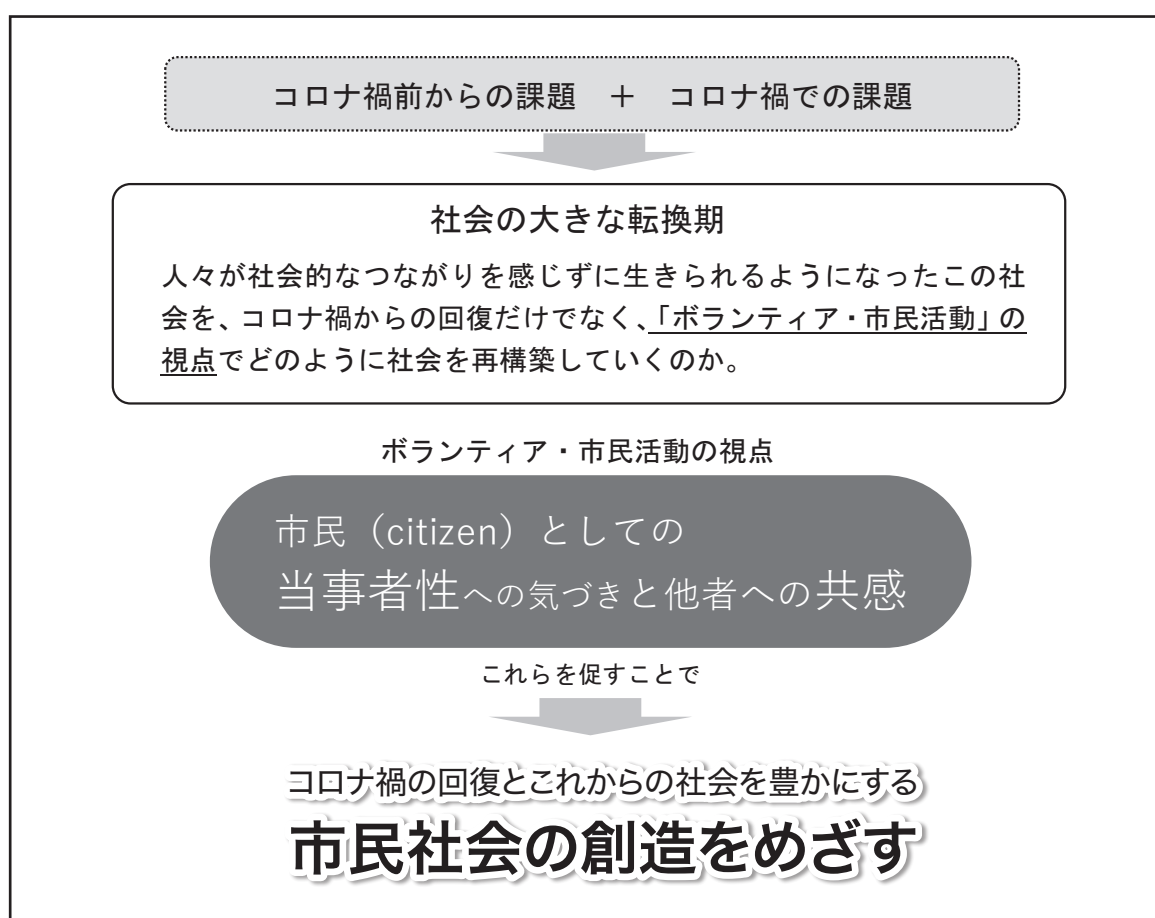 コロナ禍前からの課題　＋　コロナ禍での課題
社会の大きな転換期
人々が社会的なつながりを感じずに生きられるようになったこの社
会を、コロナ禍からの回復だけでなく、「ボランティア・市民活動」の
視点でどのように社会を再構築していくのか。
ボランティア・市民活動の視点
市民（citizen）としての
当事者性への気づきと他者への共感
これらを促すことで
コロナ禍の回復とこれからの社会を豊かにする
市民社会の創造をめざす